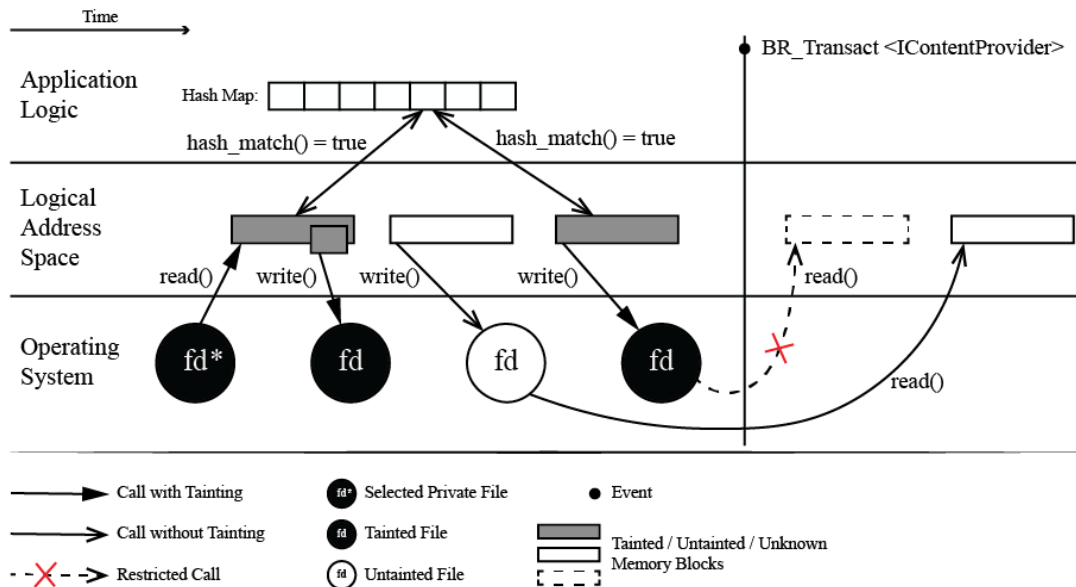 Time
BR_Transact <IContentProvider>
Application
Logic
Hash Map:
hash_match() = true
hash_match() = true
Logical
Address
Space
read()
write()
write()
write()
read()
Operating
System
fd*
fd
fd
fd
read()
Call with Tainting
fd* Selected Private File
Event
Call without Tainting
fd Tainted File
Tainted / Untainted / Unknown
Memory Blocks
Restricted Call
fd Untainted File